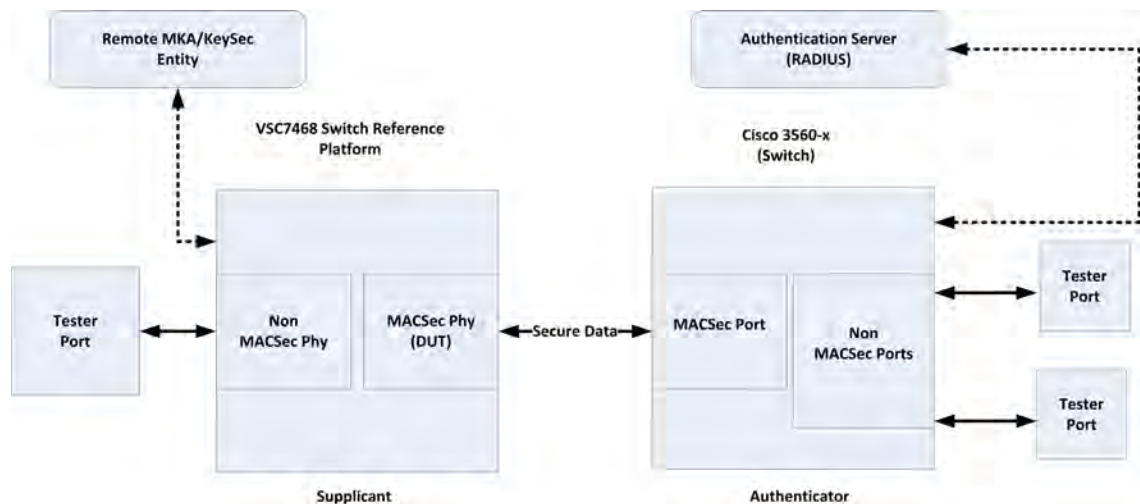 Remote MKA/KeySec
Entity
Authentication Server
(RADIUS)
VSC7468 Switch Reference
Platform
Cisco 3560-x
(Switch)
Tester
Port
Non
MACSec Phy
MACSec Phy
(DUT)
Secure Data
MACSec Port
Non
MACSec Ports
Tester
Port
Tester
Port
Supplicant
Authenticator